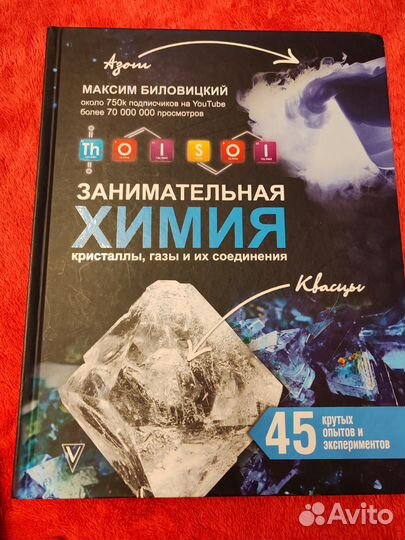 Азот
МАКСИМ БИЛОВИЦКИЙ
около 750k подписчиков на YouTube
более 70 000 000 просмотров
Th O I S O I
ЗАНИМАТЕЛЬНАЯ
ХИМИЯ
кристаллы, газы и их соединения
Квасцы
45 крутых
опытов и
экспериментов
V
Avito